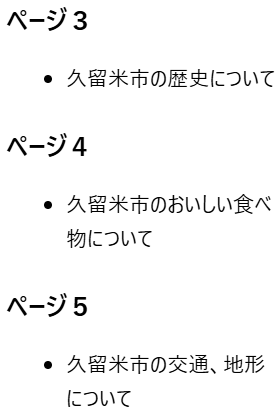 ページ 3
• 久留米市の歴史について
ページ 4
• 久留米市のおいしい食べ
物について
ページ 5
• 久留米市の交通、地形
について